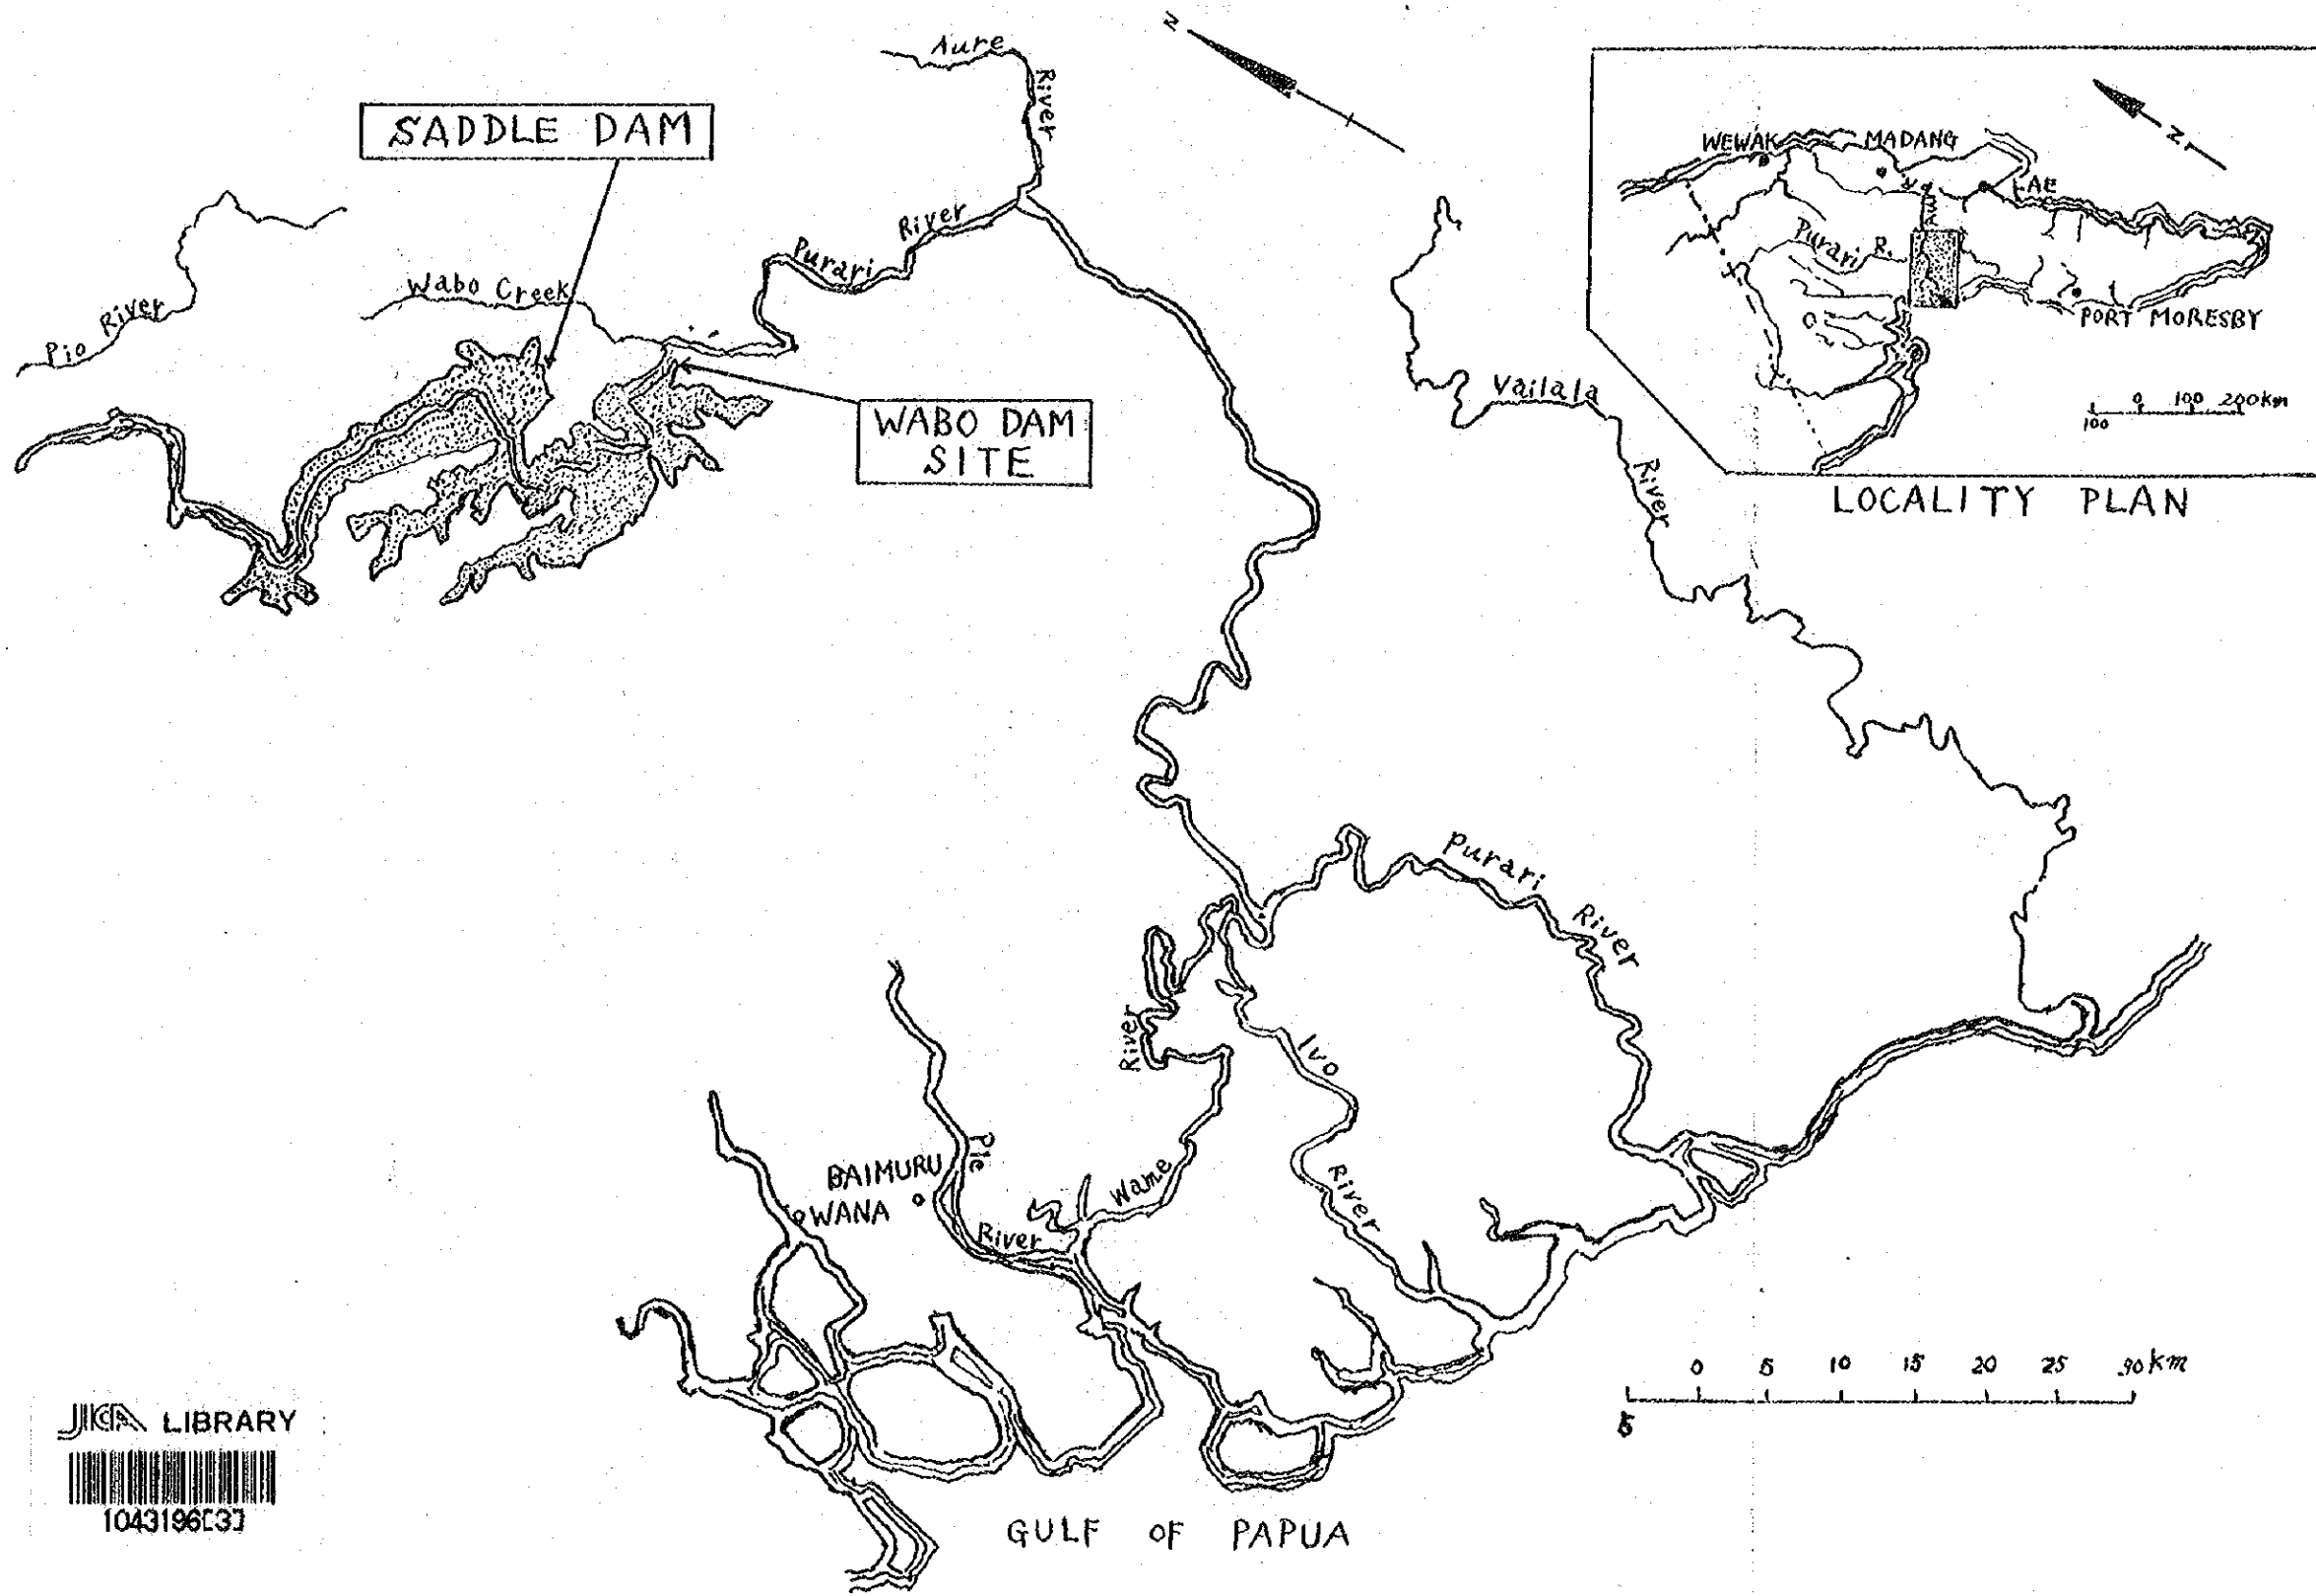 N
Aure
River
SADDLE DAM
WEWAK
MADANG
N
LAE
River
Purari
Purari R.
Wabo Creek
Pio River
PORT MORESBY
0 100 200km
100
Vailala
WABO DAM
SITE
River
LOCALITY PLAN
Purari
River
River
Ivo
Pie
BAIMURU
Wame
River
WANA
River
0 5 10 15 20 25 30km
5
JICA LIBRARY
1043196[3]
GULF OF PAPUA